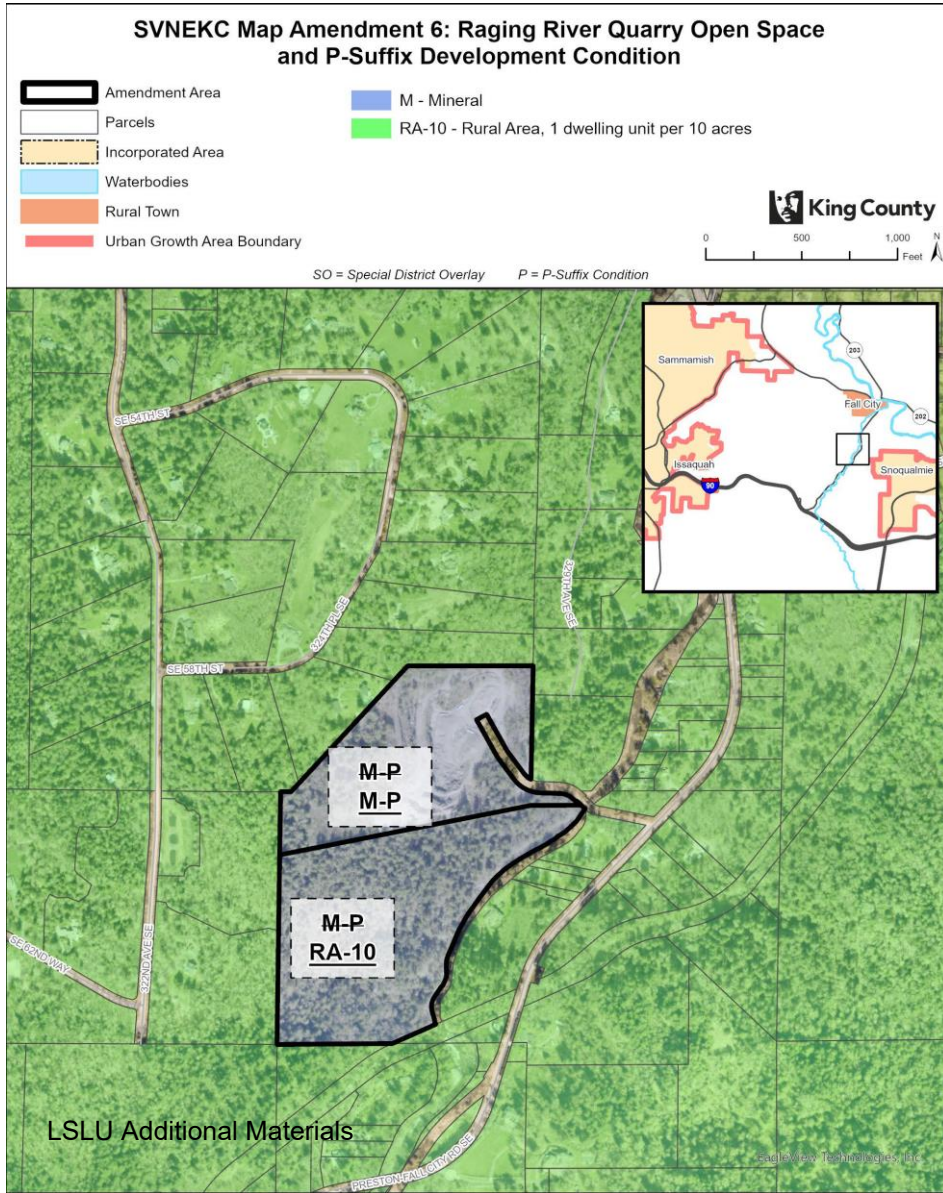 SVNEKC Map Amendment 6: Raging River Quarry Open Space
and P-Suffix Development Condition
Amendment Area
Parcels
Incorporated Area
Waterbodies
Rural Town
Urban Growth Area Boundary
M - Mineral
RA-10 - Rural Area, 1 dwelling unit per 10 acres
King County
0 500 1,000
Feet
N
SO = Special District Overlay P = P-Suffix Condition
Sammamish
203
Fall City
202
Issaquah
90
Snoqualmie
SE 54TH ST
324TH PL SE
329TH AVE SE
SE 58TH ST
M-P
M-P
M-P
RA-10
SE 62ND WAY
322ND AVE SE
LSLU Additional Materials
PRESTON-FALL CITY RD SE
EagleView Technologies, Inc.